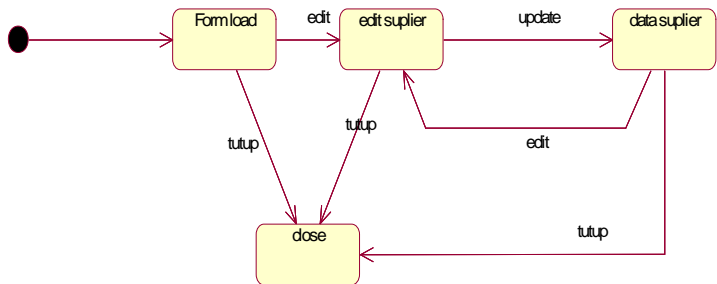 Form load
edit
edit suplier
update
data suplier
tutup
tutup
edit
tutup
close